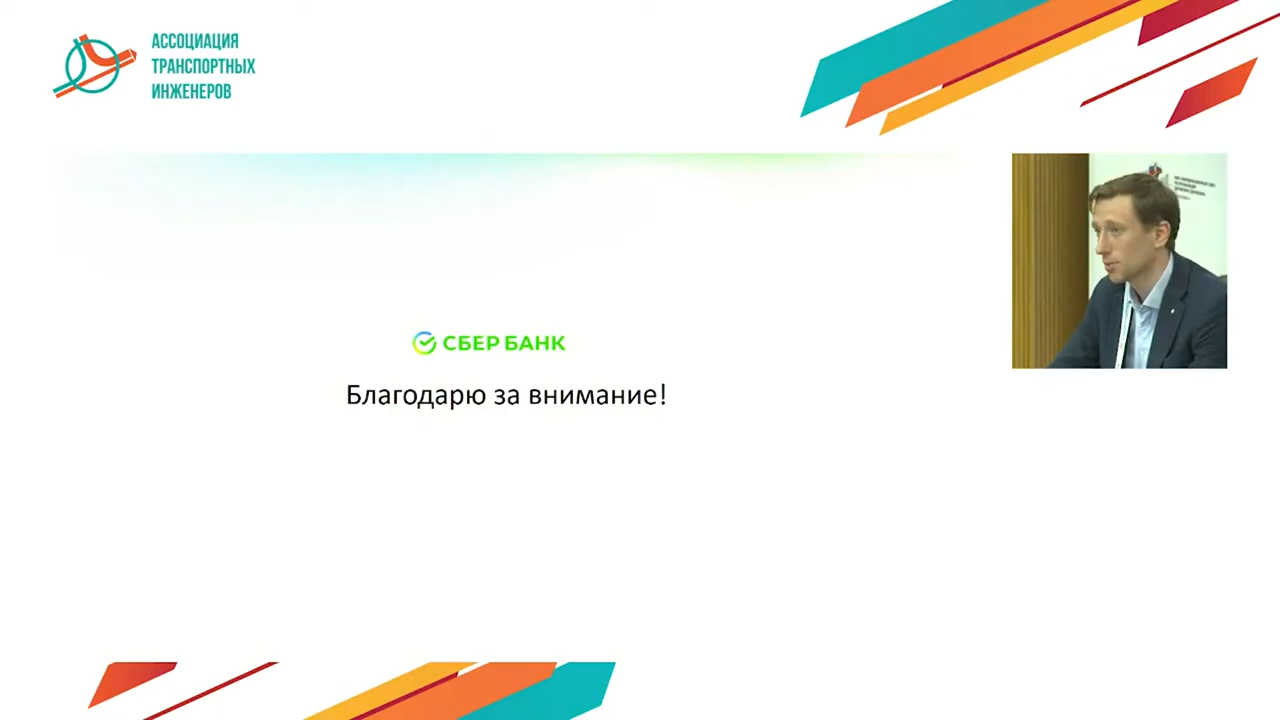 АССОЦИАЦИЯ
ТРАНСПОРТНЫХ
ИНЖЕНЕРОВ
СБЕР БАНК
Благодарю за внимание!